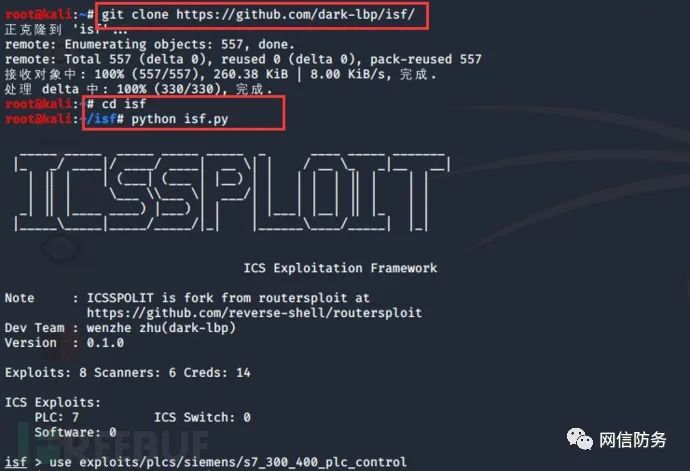 root@kali:~# git clone https://github.com/dark-lbp/isf/
正克隆到 'isf'...
remote: Enumerating objects: 557, done.
remote: Total 557 (delta 0), reused 0 (delta 0), pack-reused 557
接收对象中: 100% (557/557), 260.38 KiB | 8.00 KiB/s, 完成.
处理 delta 中: 100% (330/330), 完成.
root@kali:~# cd isf
root@kali:~/isf# python isf.py
ICSSPLOIT
ICS Exploitation Framework
Note     : ICSSPOLIT is fork from routersploit at
https://github.com/reverse-shell/routersploit
Dev Team : wenzhe zhu(dark-lbp)
Version  : 0.1.0
Exploits: 8 Scanners: 6 Creds: 14
ICS Exploits:
PLC: 7          ICS Switch: 0
Software: 0
FREEBUF
网信防务
isf > use exploits/plcs/siemens/s7_300_400_plc_control